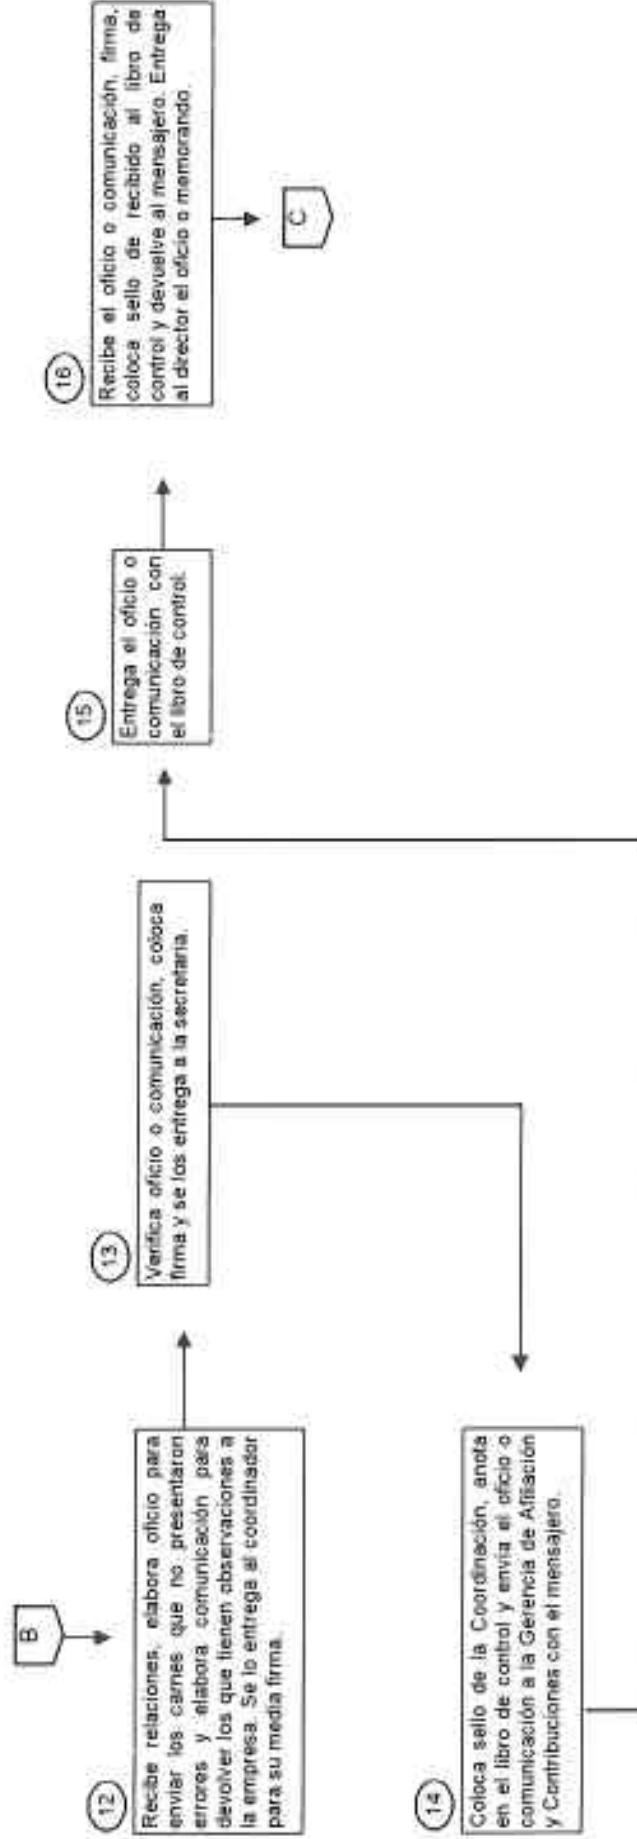 B
12
Recibe relaciones, elabora oficio para
enviar los carnes que no presentaron
errores y elabora comunicación para
devolver los que tienen observaciones a
la empresa. Se lo entrega al coordinador
para su media firma.
13
Verifica oficio o comunicación, coloca
firma y se los entrega a la secretaria.
14
Coloca sello de la Coordinación, anota
en el libro de control y envia el oficio o
comunicación a la Gerencia de Afiliación
y Contribuciones con el mensajero.
15
Entrega el oficio o
comunicación con
el libro de control.
16
Recibe el oficio o comunicación, firma,
coloca sello de recibido al libro de
control y devuelve al mensajero. Entrega
al director el oficio o memorando.
C